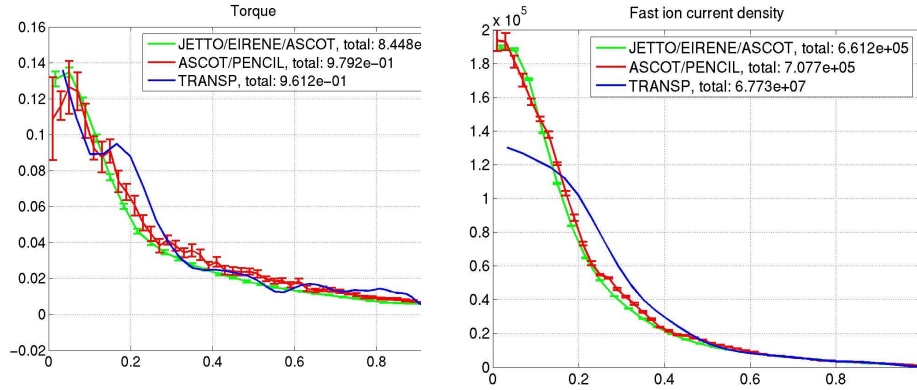 Torque
0.16
0.14
0.12
0.1
0.08
0.06
0.04
0.02
0
−0.02
JETTO/EIRENE/ASCOT, total: 8.448e
ASCOT/PENCIL, total: 9.792e−01
TRANSP, total: 9.612e−01
0 0.2 0.4 0.6 0.8
Fast ion current density
x 10⁵
2
1.8
1.6
1.4
1.2
1
0.8
0.6
0.4
0.2
0
JETTO/EIRENE/ASCOT, total: 6.612e+05
ASCOT/PENCIL, total: 7.077e+05
TRANSP, total: 6.773e+07
0 0.2 0.4 0.6 0.8